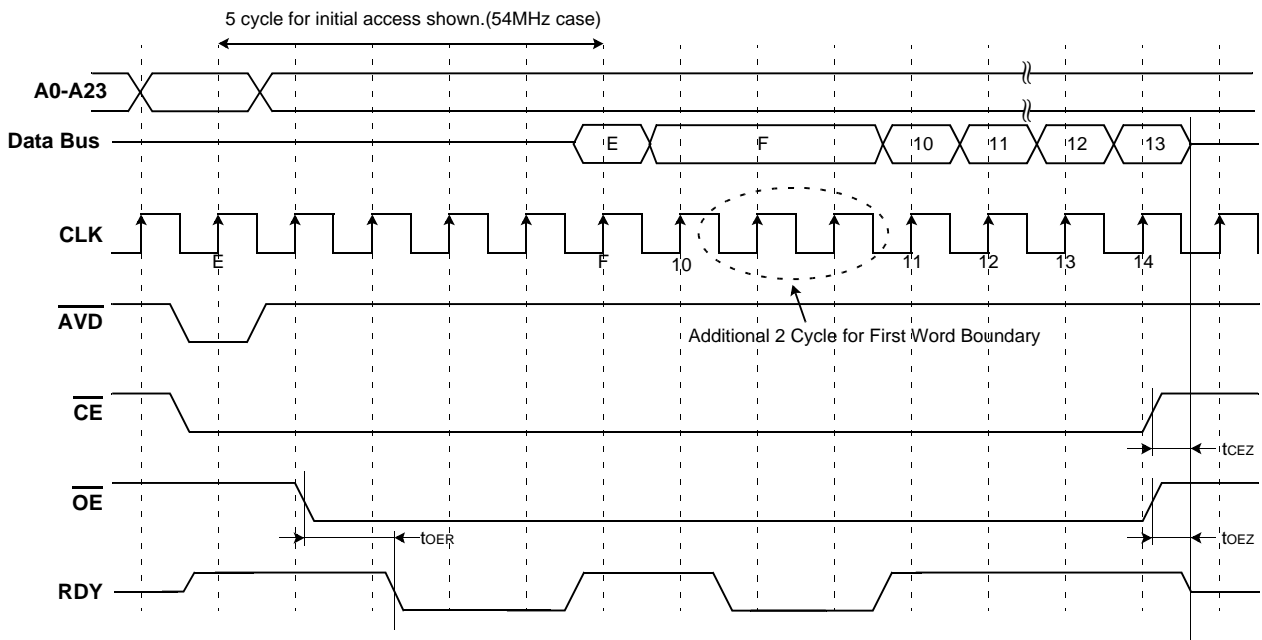 5 cycle for initial access shown.(54MHz case)
A0-A23
Data Bus
E F 10 11 12 13
CLK
E F 10 11 12 13 14
AVD
Additional 2 Cycle for First Word Boundary
CE
tCEZ
OE
tOER
tOEZ
RDY